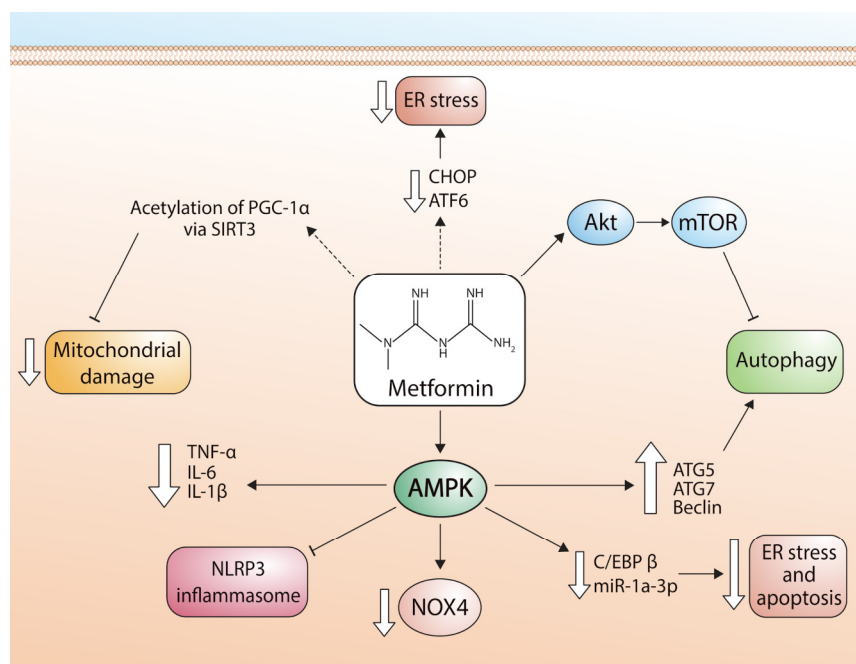 ER stress
CHOP
ATF6
Acetylation of PGC-1α
via SIRT3
Akt
mTOR
NH
NH
N
N
H
NH2
Metformin
Mitochondrial
damage
Autophagy
TNF-α
IL-6
IL-1β
AMPK
ATG5
ATG7
Beclin
NLRP3
inflammasome
NOX4
C/EBP β
miR-1a-3p
ER stress
and
apoptosis